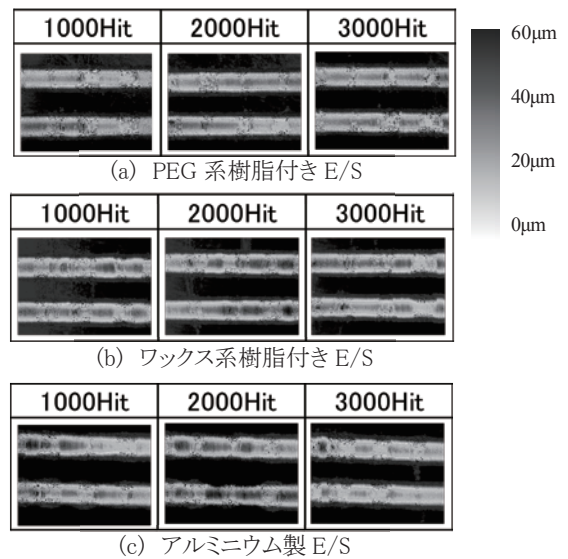 1000Hit 2000Hit 3000Hit
60μm
40μm
20μm
0μm
(a) PEG 系樹脂付き E/S
1000Hit 2000Hit 3000Hit
(b) ワックス系樹脂付き E/S
1000Hit 2000Hit 3000Hit
(c) アルミニウム製 E/S